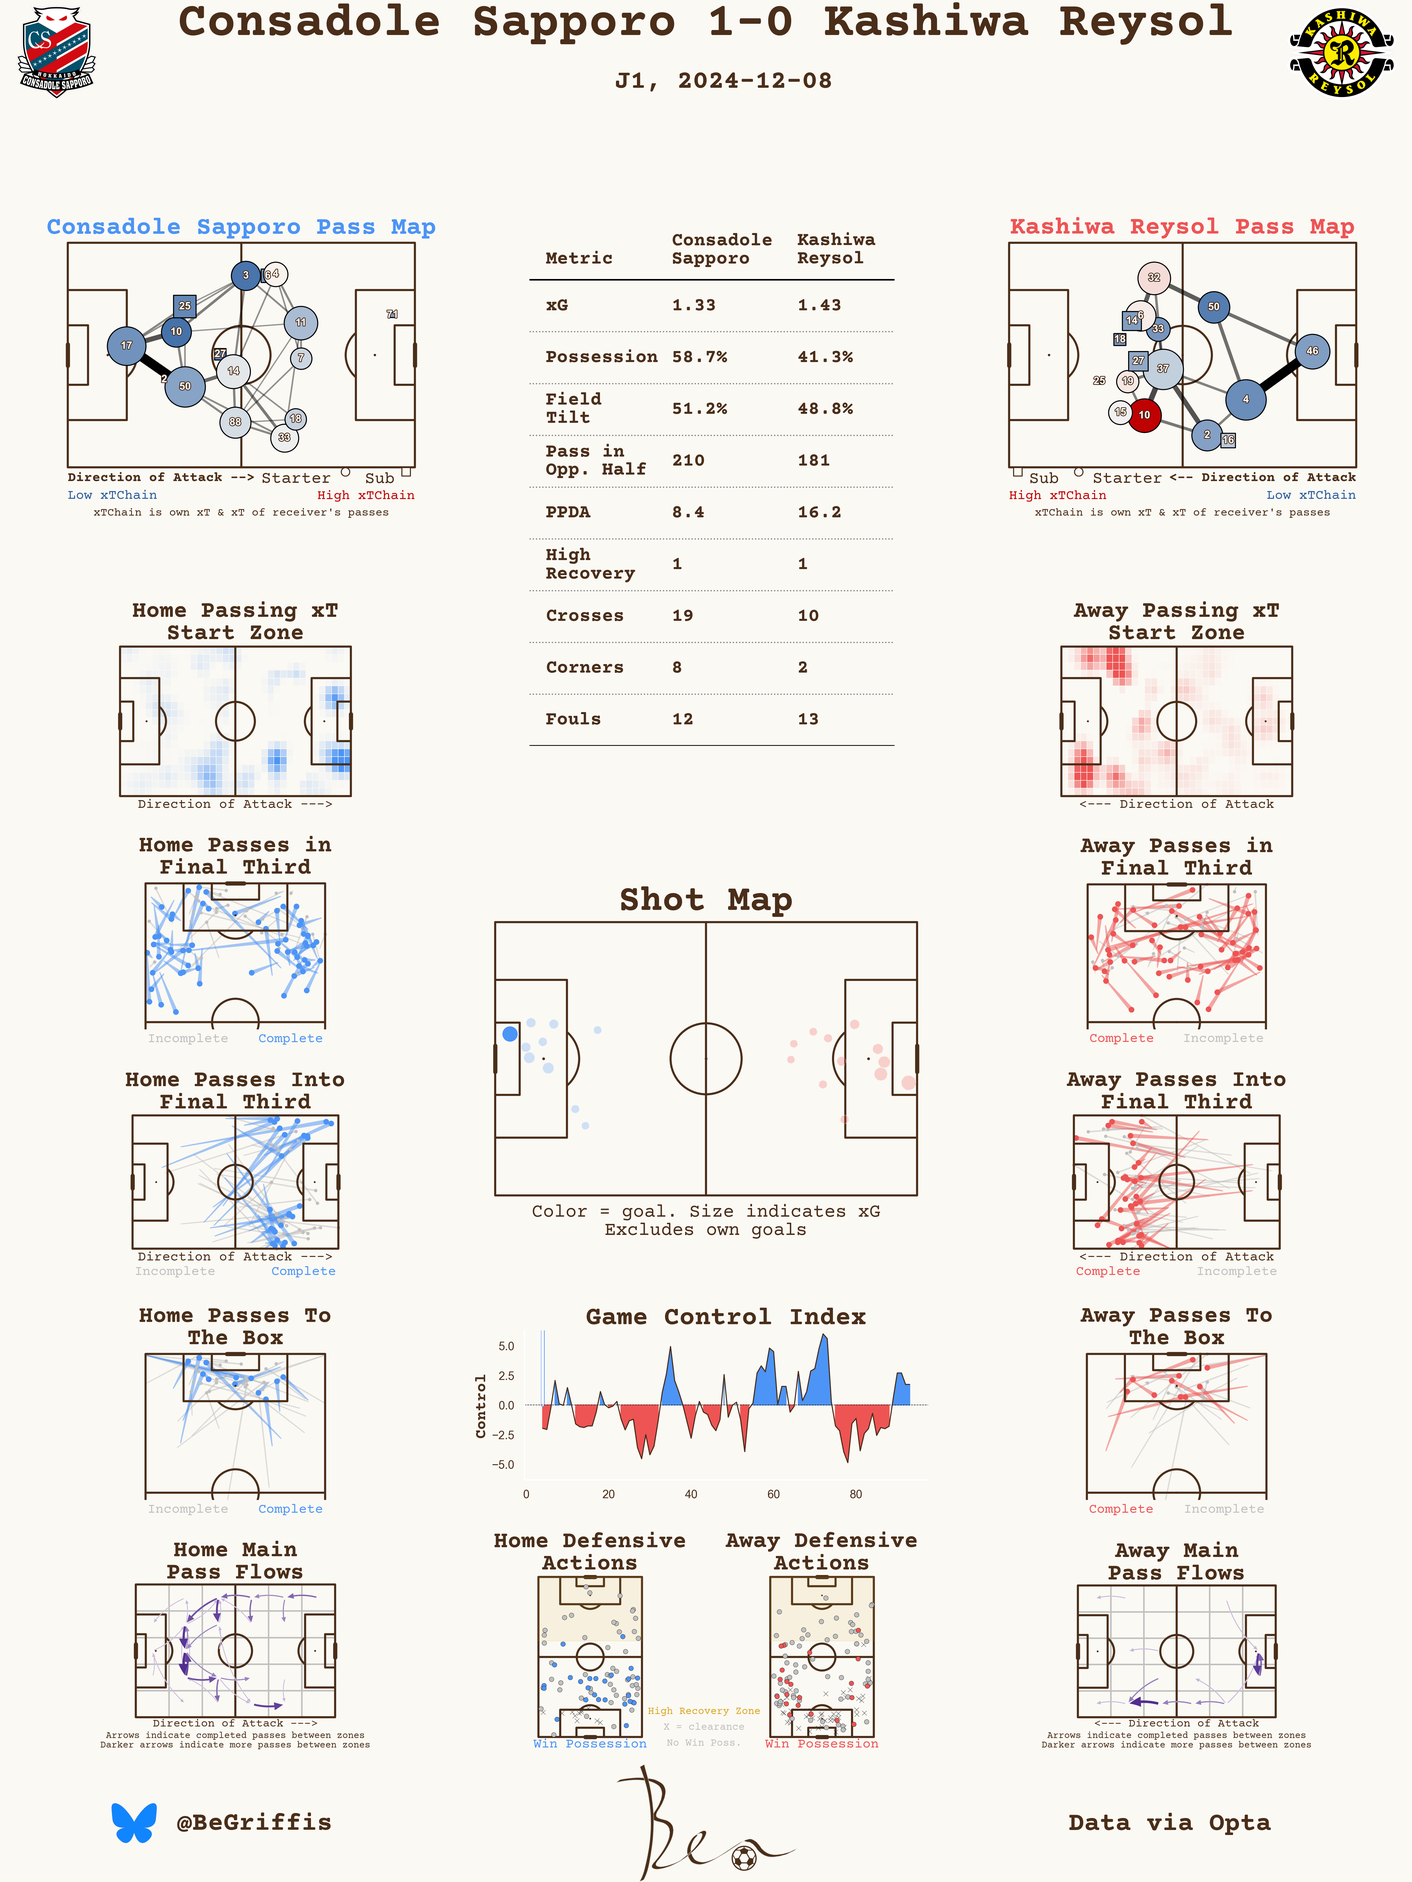 Consadole Sapporo 1-0 Kashiwa Reysol
J1, 2024-12-08
CS
HOKKAIDO
CONSADOLE SAPPORO
KASHIWA
R
REYSOL
Consadole Sapporo Pass Map
3
6
4
25
10
11
71
17
27
7
14
2
50
88
18
33
Direction of Attack --> Starter Sub
Low xTChain High xTChain
xTChain is own xT & xT of receiver's passes
Metric Consadole Sapporo Kashiwa Reysol
xG 1.33 1.43
Possession 58.7% 41.3%
Field Tilt 51.2% 48.8%
Pass in Opp. Half 210 181
PPDA 8.4 16.2
High Recovery 1 1
Crosses 19 10
Corners 8 2
Fouls 12 13
Kashiwa Reysol Pass Map
32
50
6
14
33
18
46
27
37
25
19
4
15
10
2
16
Sub Starter <-- Direction of Attack
High xTChain Low xTChain
xTChain is own xT & xT of receiver's passes
Home Passing xT
Start Zone
Direction of Attack --->
Away Passing xT
Start Zone
<--- Direction of Attack
Home Passes in
Final Third
Incomplete Complete
Away Passes in
Final Third
Complete Incomplete
Shot Map
Color = goal. Size indicates xG
Excludes own goals
Home Passes Into
Final Third
Direction of Attack --->
Incomplete Complete
Away Passes Into
Final Third
<--- Direction of Attack
Complete Incomplete
Home Passes To
The Box
Incomplete Complete
Game Control Index
Control
5.0
2.5
0.0
−2.5
−5.0
0 20 40 60 80
Away Passes To
The Box
Complete Incomplete
Home Main
Pass Flows
Direction of Attack --->
Arrows indicate completed passes between zones
Darker arrows indicate more passes between zones
Home Defensive
Actions
Win Possession
High Recovery Zone
X = clearance
No Win Poss.
Away Defensive
Actions
Win Possession
Away Main
Pass Flows
<--- Direction of Attack
Arrows indicate completed passes between zones
Darker arrows indicate more passes between zones
@BeGriffis
Ben
Data via Opta